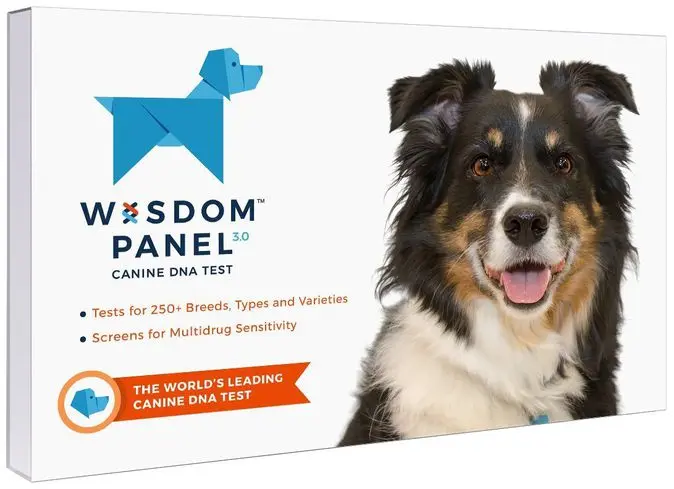 WISDOM™
PANEL 3.0
CANINE DNA TEST
• Tests for 250+ Breeds, Types and Varieties
• Screens for Multidrug Sensitivity
THE WORLD'S LEADING
CANINE DNA TEST